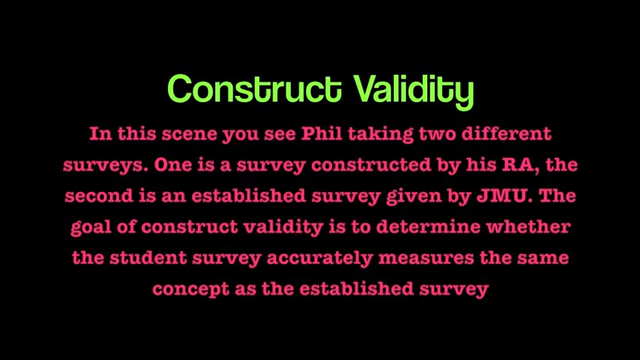 Construct Validity
In this scene you see Phil taking two different
surveys. One is a survey constructed by his RA, the
second is an established survey given by JMU. The
goal of construct validity is to determine whether
the student survey accurately measures the same
concept as the established survey